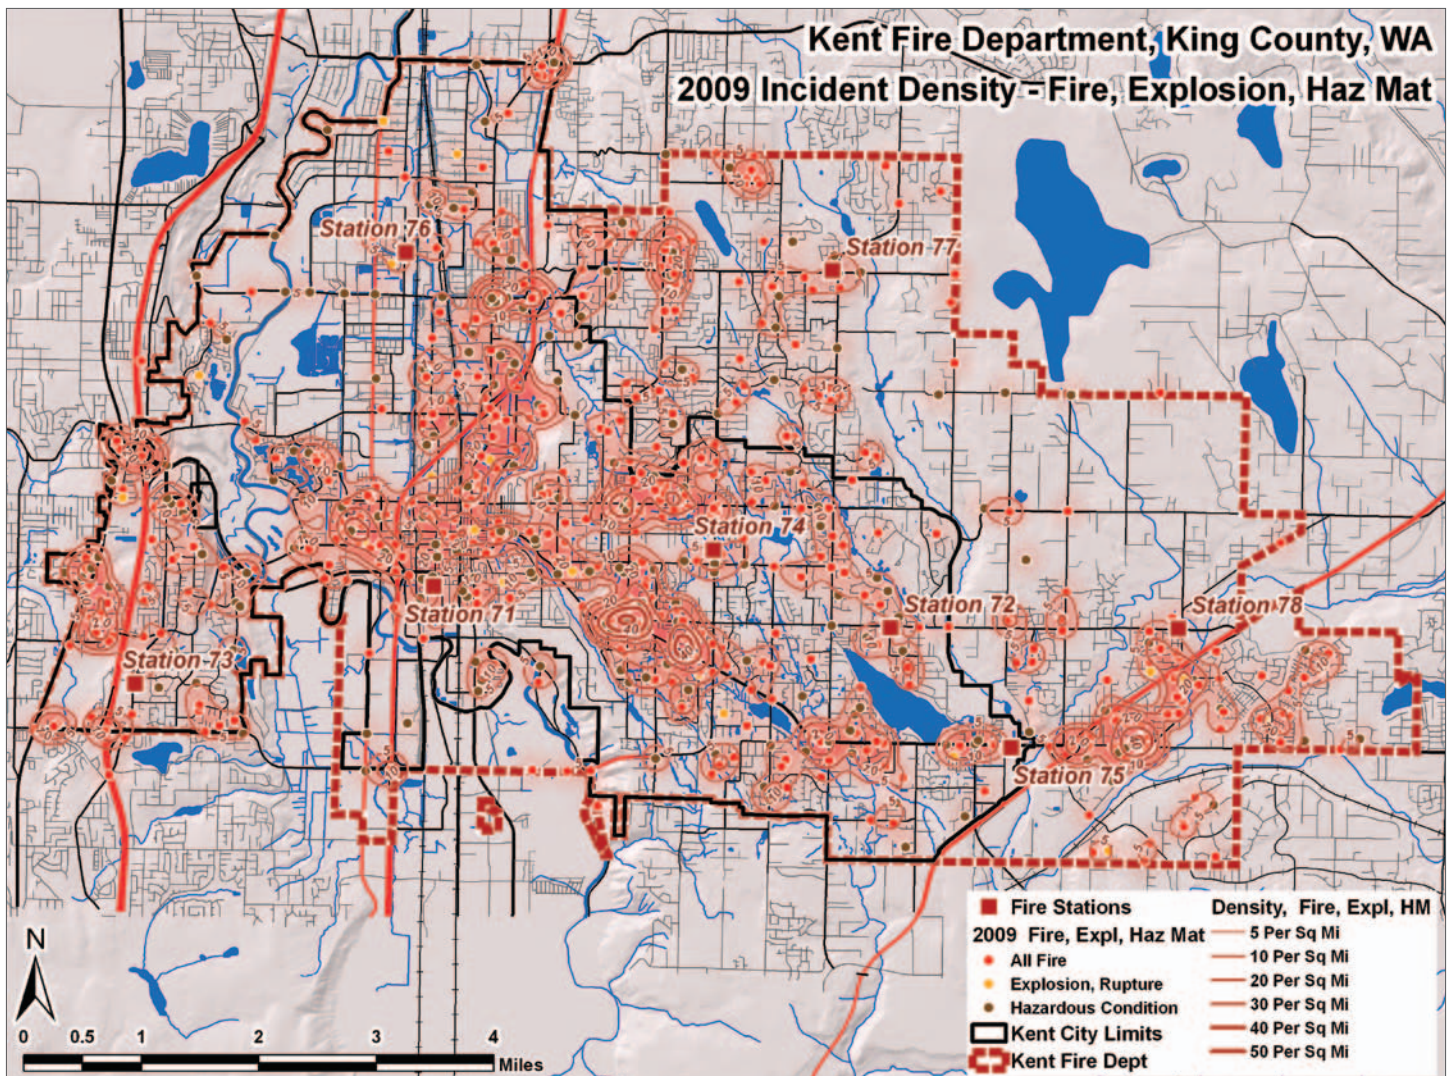 Kent Fire Department, King County, WA
2009 Incident Density - Fire, Explosion, Haz Mat
Station 76
Station 77
Station 74
Station 71
Station 72
Station 78
Station 73
Station 75
N
0 0.5 1 2 3 4
Miles
Fire Stations
2009 Fire, Expl, Haz Mat
All Fire
Explosion, Rupture
Hazardous Condition
Kent City Limits
Kent Fire Dept
Density, Fire, Expl, HM
5 Per Sq Mi
10 Per Sq Mi
20 Per Sq Mi
30 Per Sq Mi
40 Per Sq Mi
50 Per Sq Mi